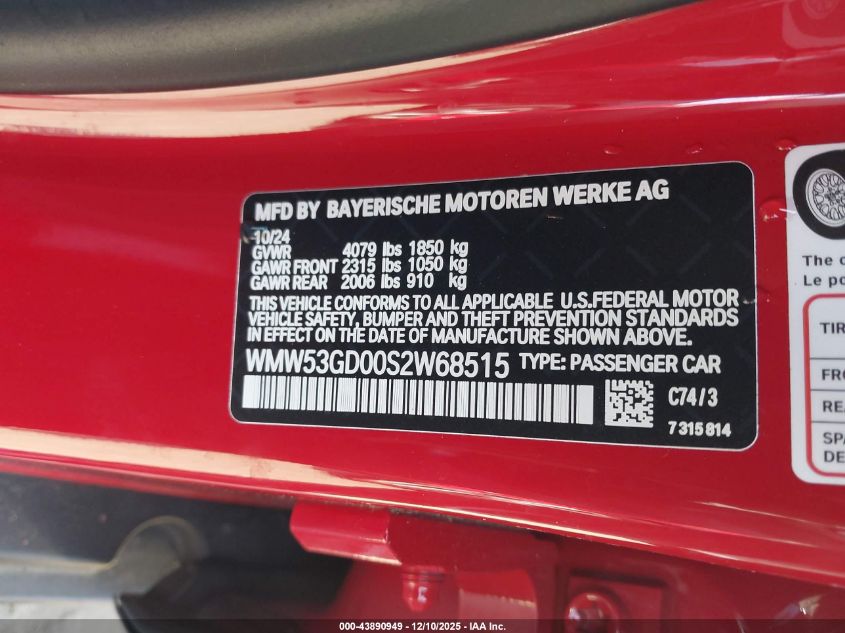 MFD BY BAYERISCHE MOTOREN WERKE AG
10/24
GVWR 4079 lbs 1850 kg
GAWR FRONT 2315 lbs 1050 kg
GAWR REAR 2006 lbs 910 kg
THIS VEHICLE CONFORMS TO ALL APPLICABLE U.S.FEDERAL MOTOR
VEHICLE SAFETY, BUMPER AND THEFT PREVENTION STANDARDS
IN EFFECT ON THE DATE OF MANUFACTURE SHOWN ABOVE.
WMW53GD00S2W68515 TYPE: PASSENGER CAR
C74/3
7315814
The c
Le po
TIR
FRO
REA
SPA
DE
000-43890949 - 12/10/2025 - IAA Inc.